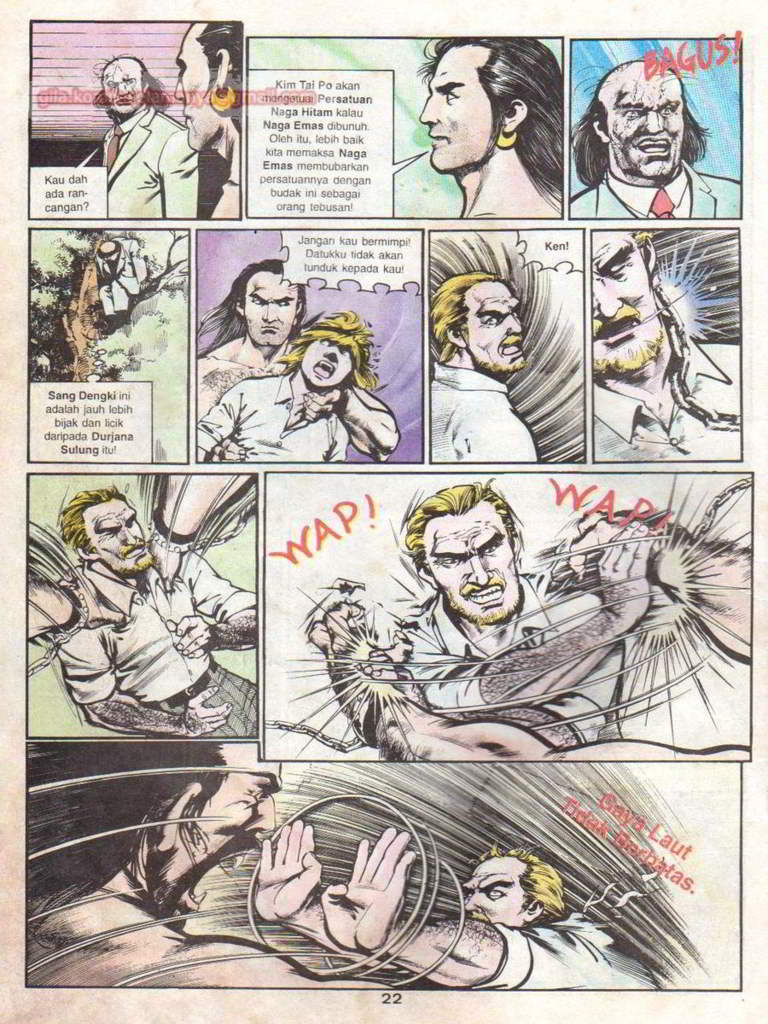 Kau dah
ada ran-
cangan?
Kim Tai Po akan
mengetuai Persatuan
Naga Hitam kalau
Naga Emas dibunuh.
Oleh itu, lebih baik
kita memaksa Naga
Emas membubarkan
persatuannya dengan
budak ini sebagai
orang tebusan!
BAGUS!
Sang Dengki ini
adalah jauh lebih
bijak dan licik
daripada Durjana
Sulung itu!
Jangan kau bermimpi!
Datukku tidak akan
tunduk kepada kau!
Ken!
WAP!
WAP!
Gaya Laut
Tidak Berbatas.
22